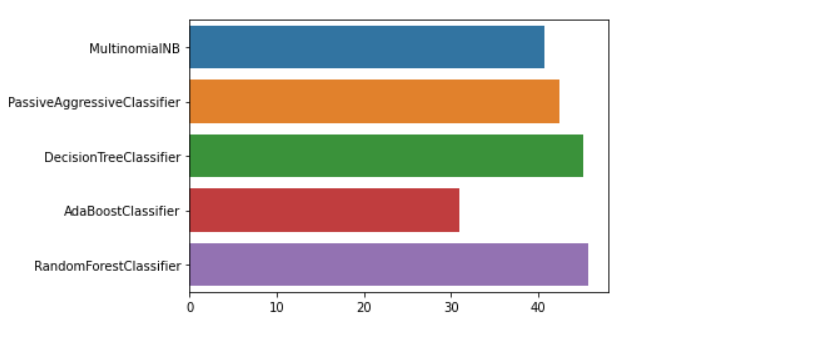 MultinomialNB
PassiveAggressiveClassifier
DecisionTreeClassifier
AdaBoostClassifier
RandomForestClassifier
0 10 20 30 40